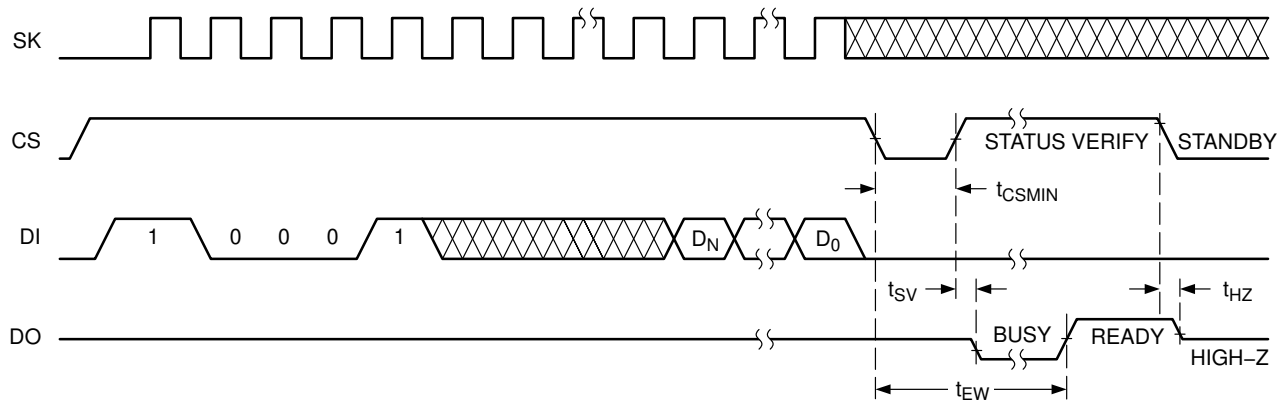 SK
CS
STATUS VERIFY
STANDBY
tCSMIN
DI
1
0
0
0
1
DN
D0
tSV
tHZ
DO
BUSY
READY
HIGH–Z
tEW